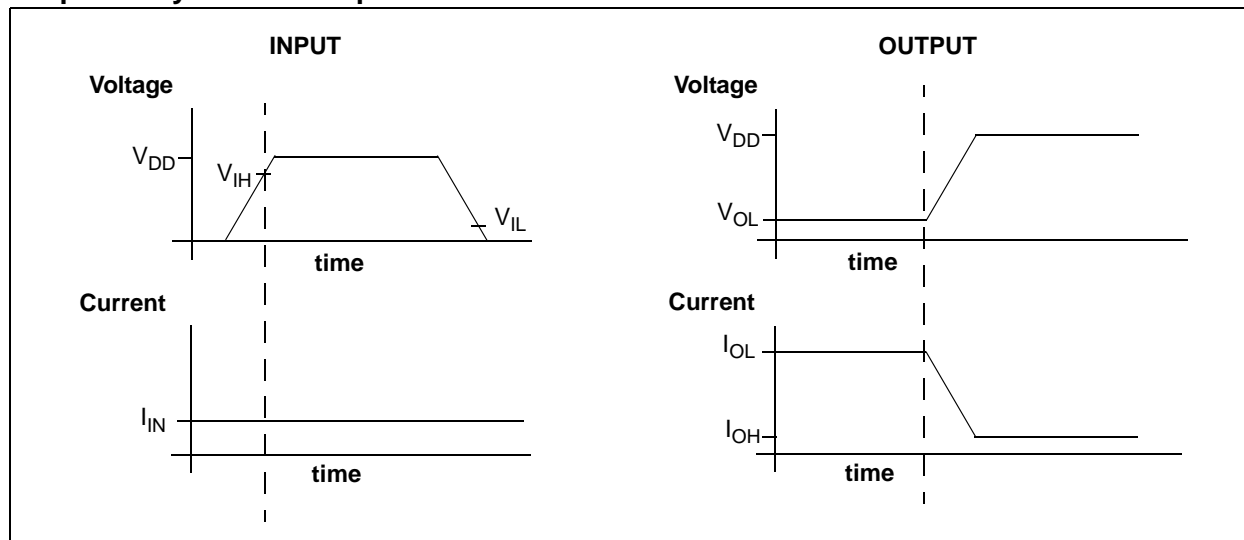 INPUT
Voltage
V_DD
V_IH
V_IL
time
Current
I_IN
time
OUTPUT
Voltage
V_DD
V_OL
time
Current
I_OL
I_OH
time